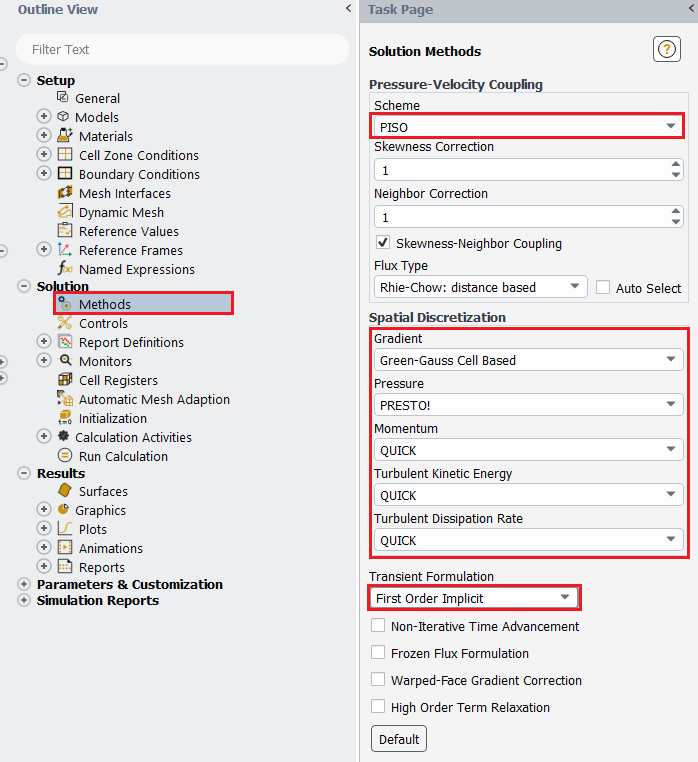 Outline View
Filter Text
Setup
General
Models
Materials
Cell Zone Conditions
Boundary Conditions
Mesh Interfaces
Dynamic Mesh
Reference Values
Reference Frames
Named Expressions
Solution
Methods
Controls
Report Definitions
Monitors
Cell Registers
Automatic Mesh Adaption
Initialization
Calculation Activities
Run Calculation
Results
Surfaces
Graphics
Plots
Animations
Reports
Parameters & Customization
Simulation Reports
Task Page
Solution Methods
?
Pressure-Velocity Coupling
Scheme
PISO
Skewness Correction
1
Neighbor Correction
1
Skewness-Neighbor Coupling
Flux Type
Rhie-Chow: distance based
Auto Select
Spatial Discretization
Gradient
Green-Gauss Cell Based
Pressure
PRESTO!
Momentum
QUICK
Turbulent Kinetic Energy
QUICK
Turbulent Dissipation Rate
QUICK
Transient Formulation
First Order Implicit
Non-Iterative Time Advancement
Frozen Flux Formulation
Warped-Face Gradient Correction
High Order Term Relaxation
Default